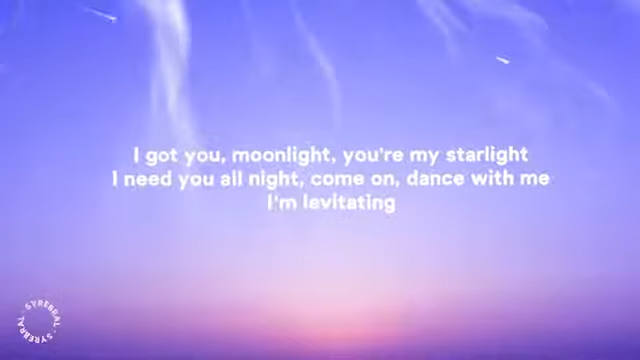 I got you, moonlight, you're my starlight
I need you all night, come on, dance with me
I'm levitating
SYREBRAL · SYREBRAL ·